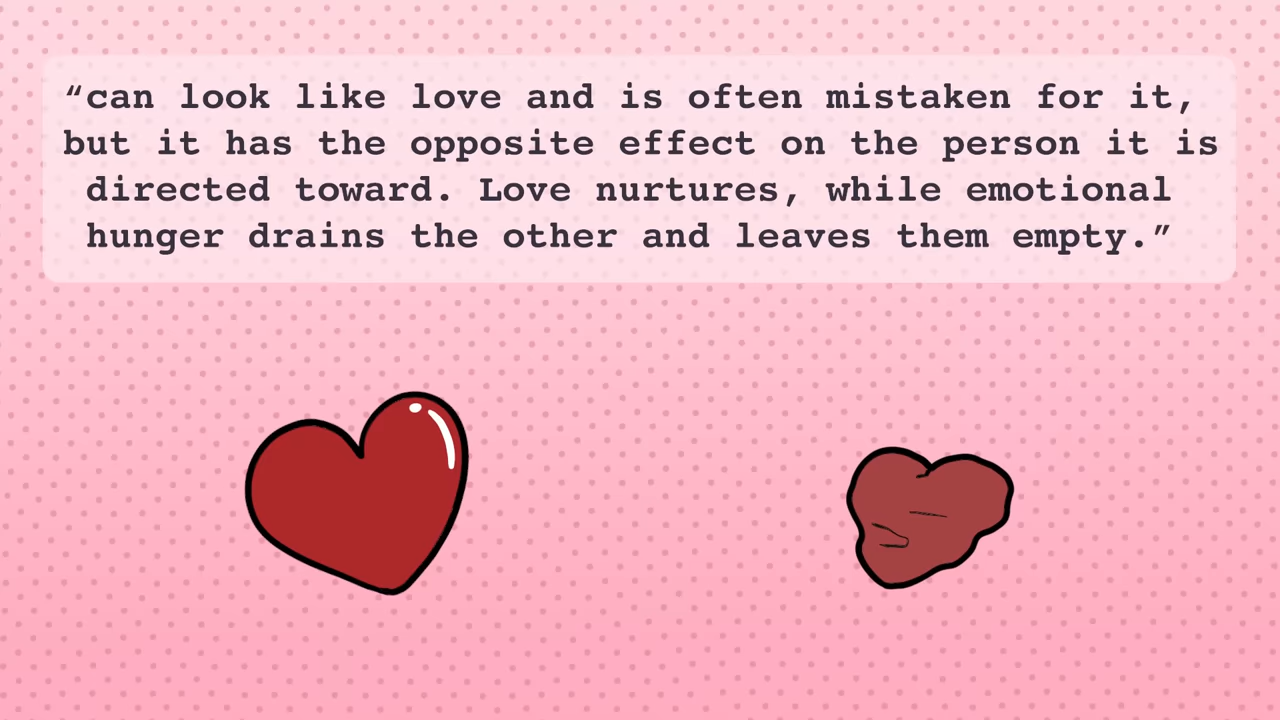 “can look like love and is often mistaken for it,
but it has the opposite effect on the person it is
directed toward. Love nurtures, while emotional
hunger drains the other and leaves them empty.”